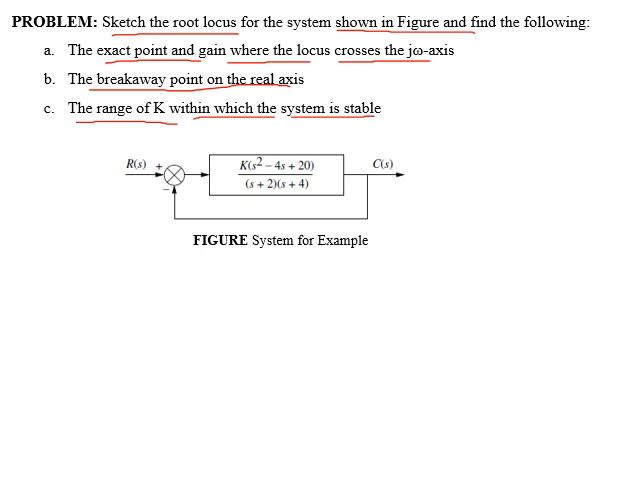 PROBLEM: Sketch the root locus for the system shown in Figure and find the following:
a. The exact point and gain where the locus crosses the jω-axis
b. The breakaway point on the real axis
c. The range of K within which the system is stable
R(s) + K(s² – 4s + 20) C(s)
– (s + 2)(s + 4)
FIGURE System for Example